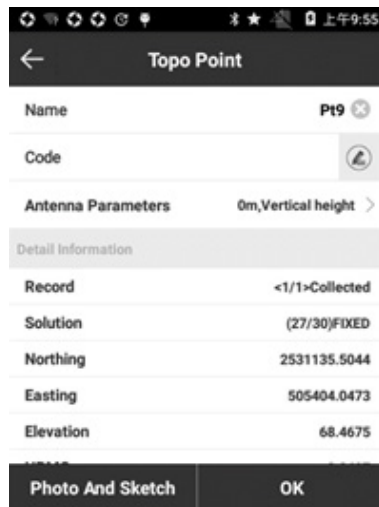 上午9:55
Topo Point
Name Pt9
Code
Antenna Parameters 0m,Vertical height
Detail Information
Record <1/1>Collected
Solution (27/30)FIXED
Northing 2531135.5044
Easting 505404.0473
Elevation 68.4675
Photo And Sketch OK